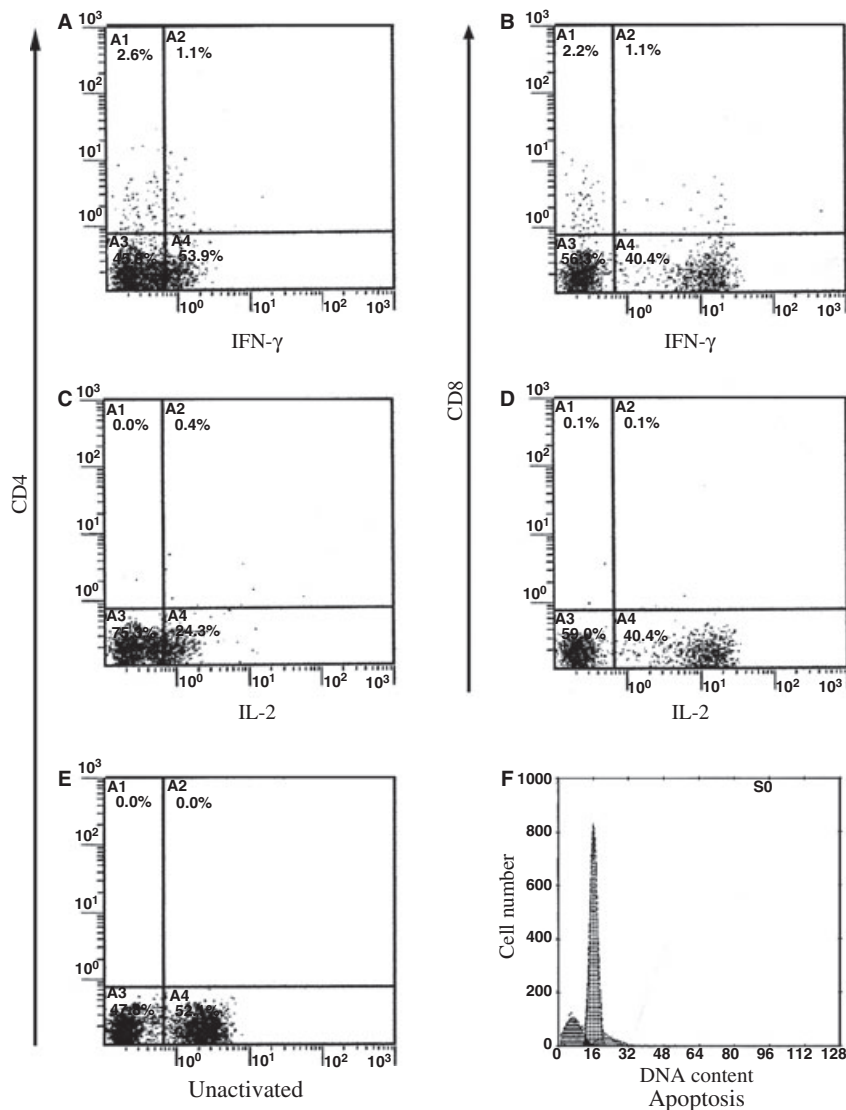 A
CD4
10³
10²
10¹
10⁰
A1
2.6%
A2
1.1%
A3
A4
53.9%
10⁰ 10¹ 10² 10³
IFN-γ
B
CD8
10³
10²
10¹
10⁰
A1
2.2%
A2
1.1%
A3
56.3%
A4
40.4%
10⁰ 10¹ 10² 10³
IFN-γ
C
10³
10²
10¹
10⁰
A1
0.0%
A2
0.4%
A3
75.3%
A4
24.3%
10⁰ 10¹ 10² 10³
IL-2
D
10³
10²
10¹
10⁰
A1
0.1%
A2
0.1%
A3
59.0%
A4
40.4%
10⁰ 10¹ 10² 10³
IL-2
E
10³
10²
10¹
10⁰
A1
0.0%
A2
0.0%
A3
A4
10⁰ 10¹ 10² 10³
Unactivated
F
S0
Cell number
1000
800
600
400
200
0
0 16 32 48 64 80 96 112 128
DNA content
Apoptosis